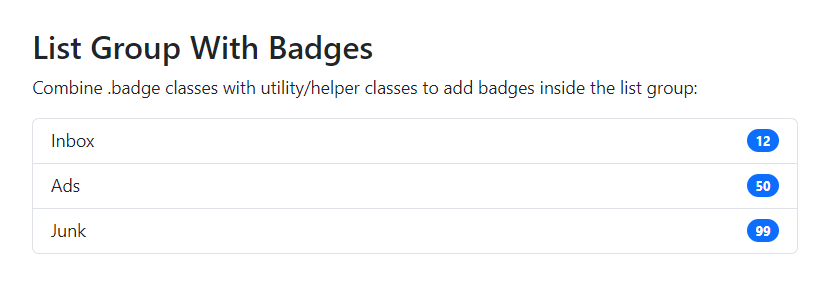 List Group With Badges
Combine .badge classes with utility/helper classes to add badges inside the list group:
Inbox 12
Ads 50
Junk 99